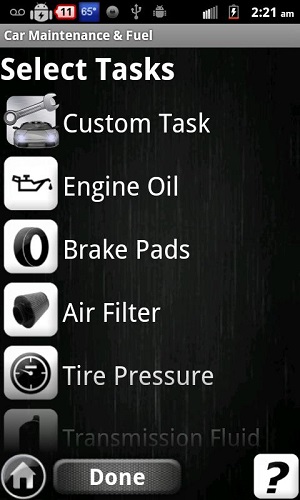 11 65° 2:21 am
Car Maintenance & Fuel
Select Tasks
Custom Task
Engine Oil
Brake Pads
Air Filter
Tire Pressure
Transmission Fluid
Done ?